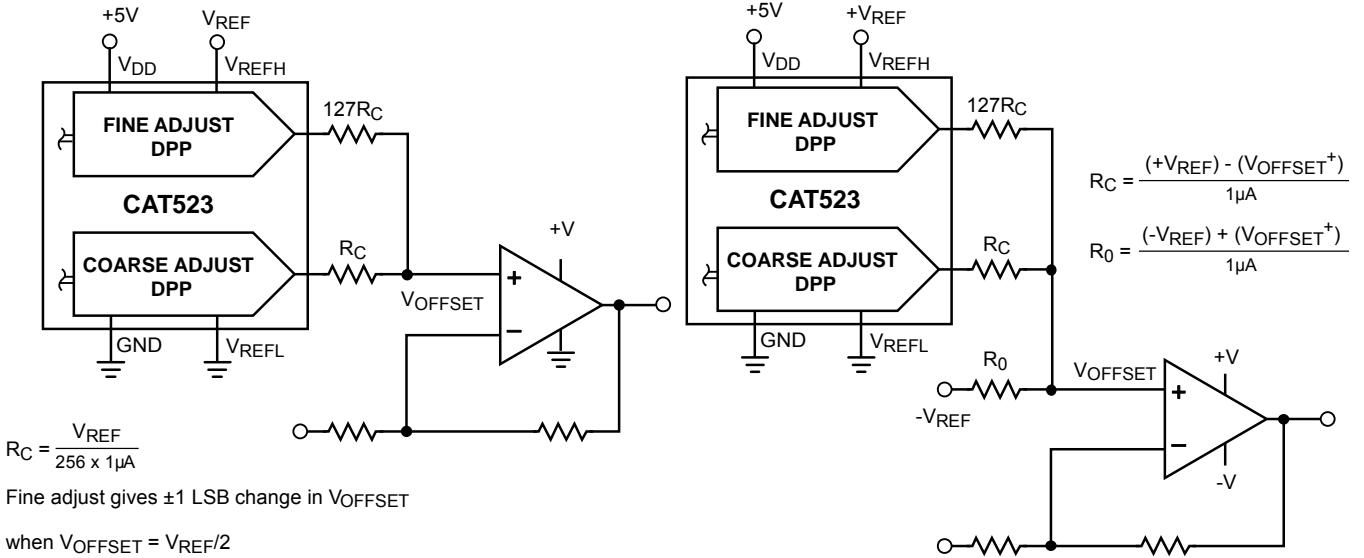 +5V
VREF
VDD
VREFH
127RC
FINE ADJUST
DPP
CAT523
RC
COARSE ADJUST
DPP
+V
+
VOFFSET
−
GND
VREFL
RC = VREF / 256 x 1µA
Fine adjust gives ±1 LSB change in VOFFSET
when VOFFSET = VREF/2
+5V
+VREF
VDD
VREFH
127RC
FINE ADJUST
DPP
CAT523
RC
COARSE ADJUST
DPP
GND
VREFL
RC = (+VREF) - (VOFFSET+) / 1µA
R0 = (-VREF) + (VOFFSET+) / 1µA
R0
VOFFSET
+V
-VREF
+
−
-V